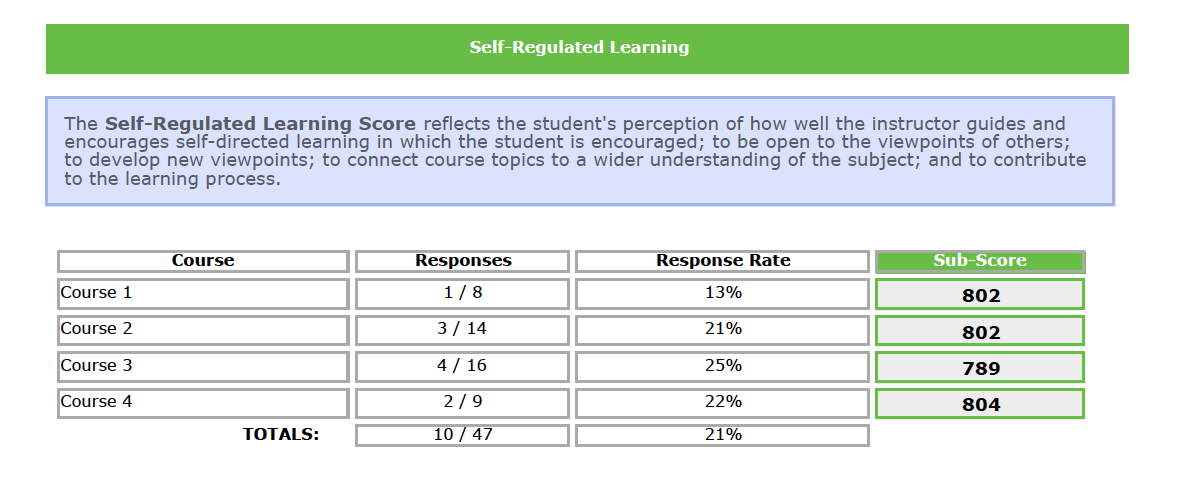 Self-Regulated Learning
The Self-Regulated Learning Score reflects the student's perception of how well the instructor guides and
encourages self-directed learning in which the student is encouraged; to be open to the viewpoints of others;
to develop new viewpoints; to connect course topics to a wider understanding of the subject; and to contribute
to the learning process.
Course Responses Response Rate Sub-Score
Course 1 1 / 8 13% 802
Course 2 3 / 14 21% 802
Course 3 4 / 16 25% 789
Course 4 2 / 9 22% 804
TOTALS: 10 / 47 21%